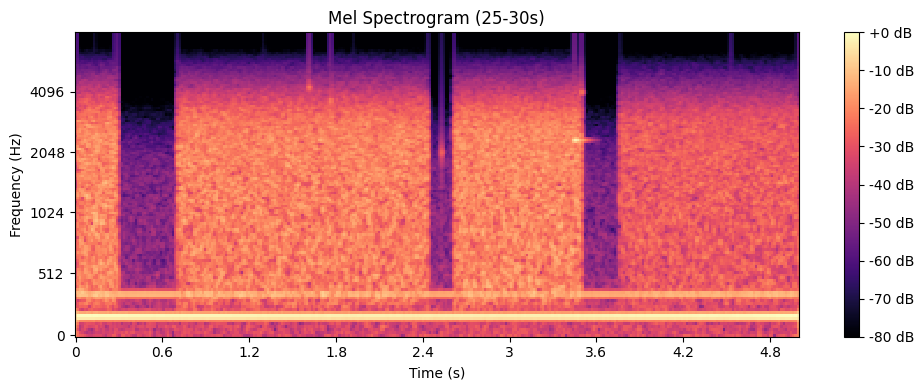 Mel Spectrogram (25-30s)
Frequency (Hz)
4096
2048
1024
512
0
0 0.6 1.2 1.8 2.4 3 3.6 4.2 4.8
Time (s)
+0 dB
-10 dB
-20 dB
-30 dB
-40 dB
-50 dB
-60 dB
-70 dB
-80 dB